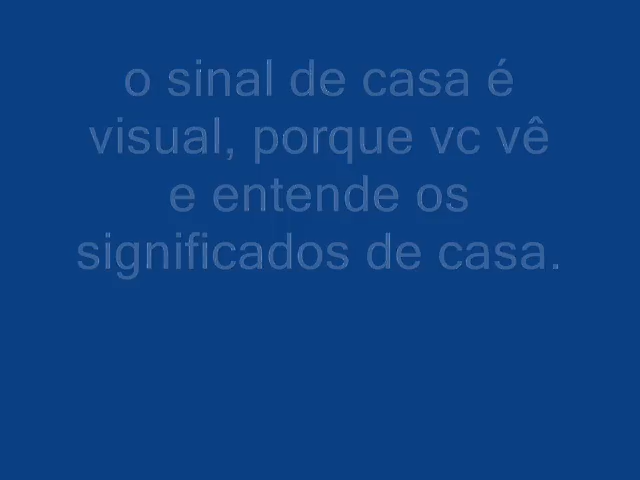 o sinal de casa é
visual, porque vc vê
e entende os
significados de casa.